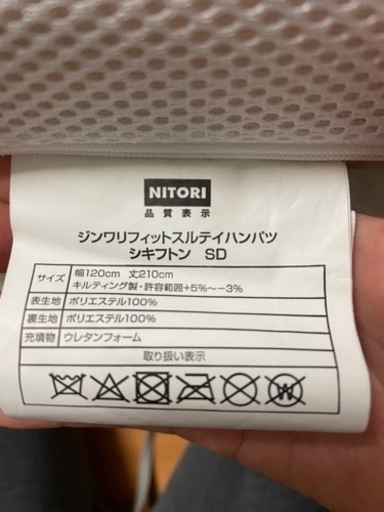 NITORI
品質表示
ジンワリフィットスルテイハンパツ
シキフトン SD
サイズ 幅120cm 丈210cm
キルティング製・許容範囲+5%~-3%
表生地 ポリエステル100%
裏生地 ポリエステル100%
充填物 ウレタンフォーム
取り扱い表示
W